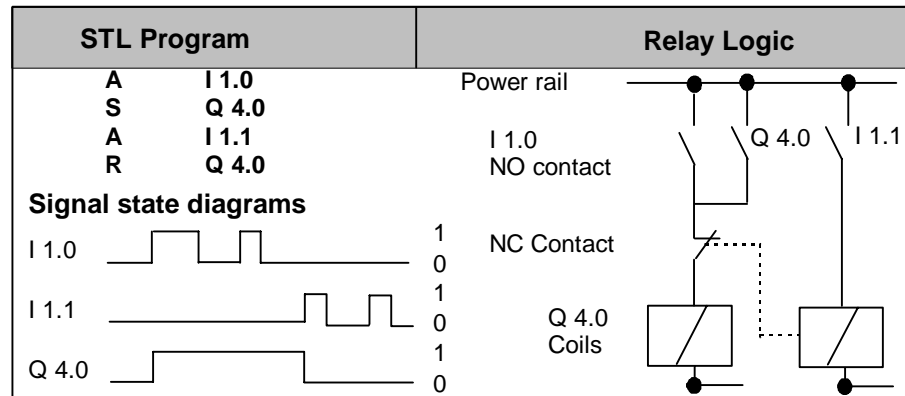 STL Program
Relay Logic
A I 1.0
S Q 4.0
A I 1.1
R Q 4.0
Signal state diagrams
I 1.0
1
0
I 1.1
1
0
Q 4.0
1
0
Power rail
I 1.0
NO contact
Q 4.0
I 1.1
NC Contact
Q 4.0
Coils